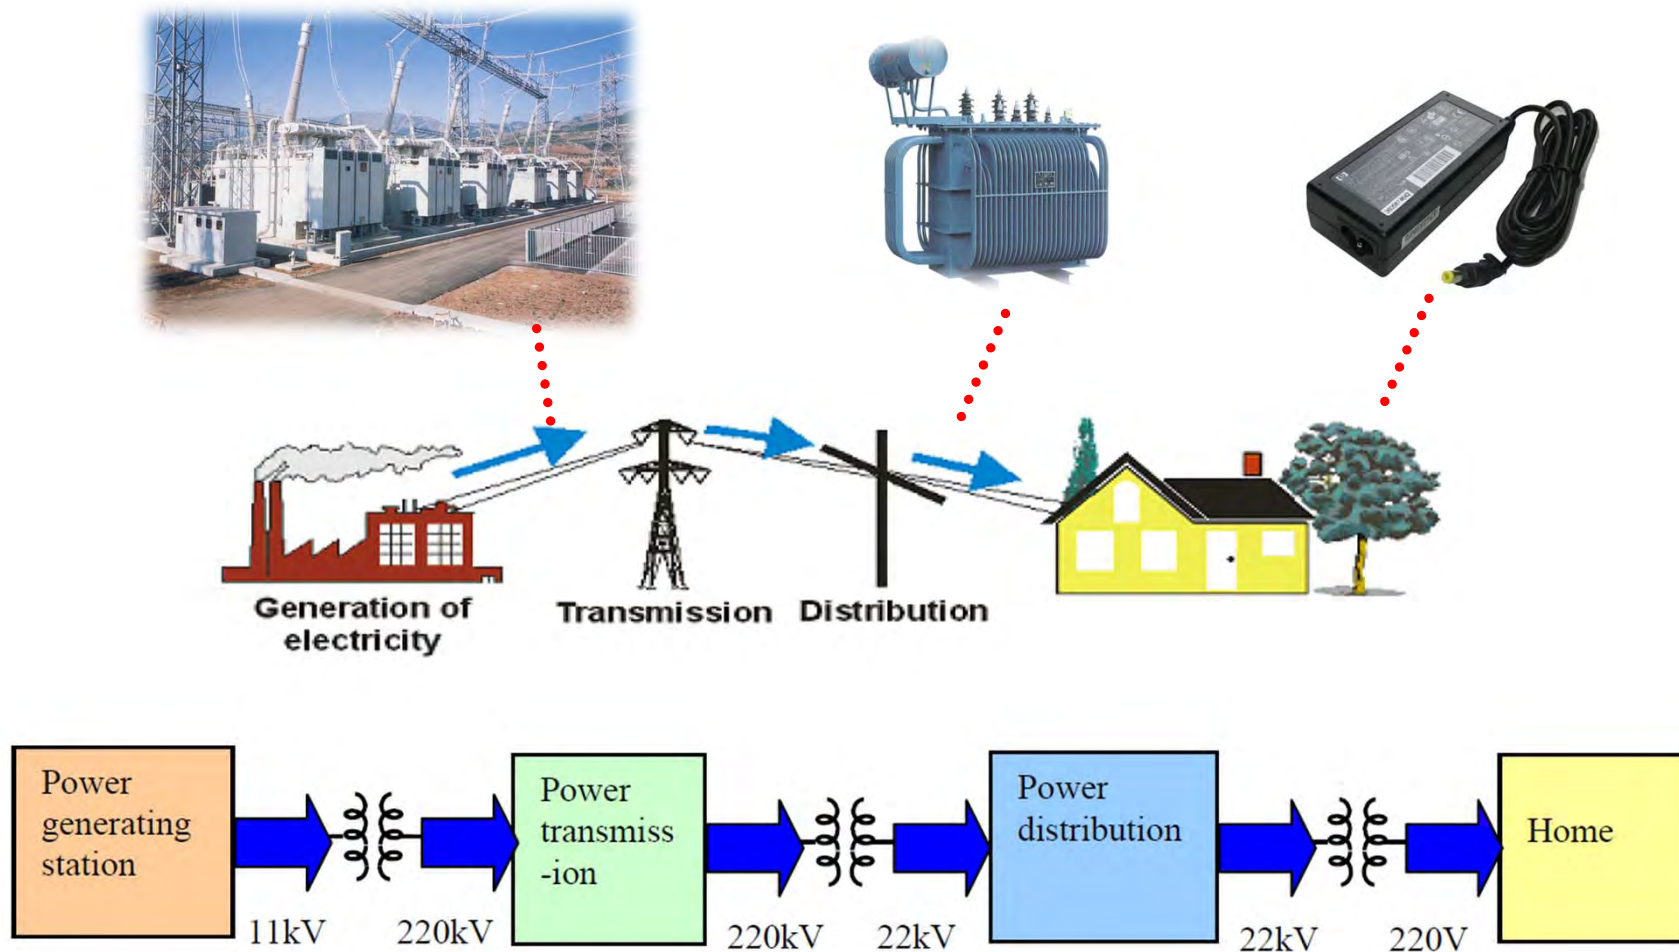 Generation of
electricity
Transmission
Distribution
Power
generating
station
11kV
220kV
Power
transmiss
-ion
220kV
22kV
Power
distribution
22kV
220V
Home